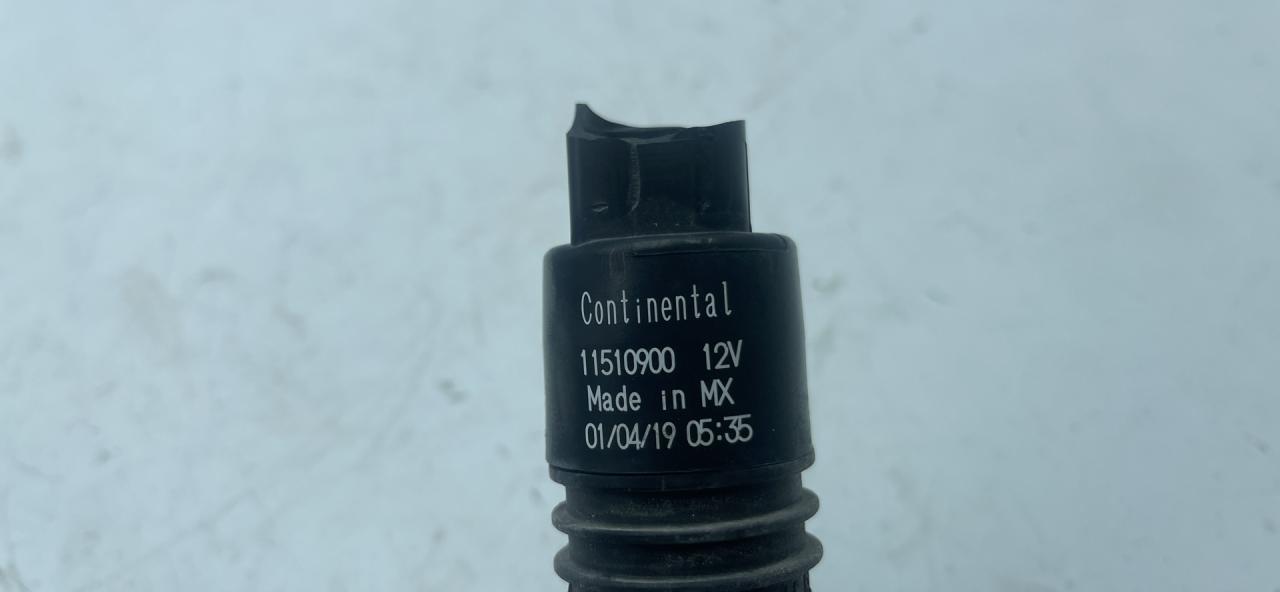 Continental
11510900 12V
Made in MX
01/04/19 05:35